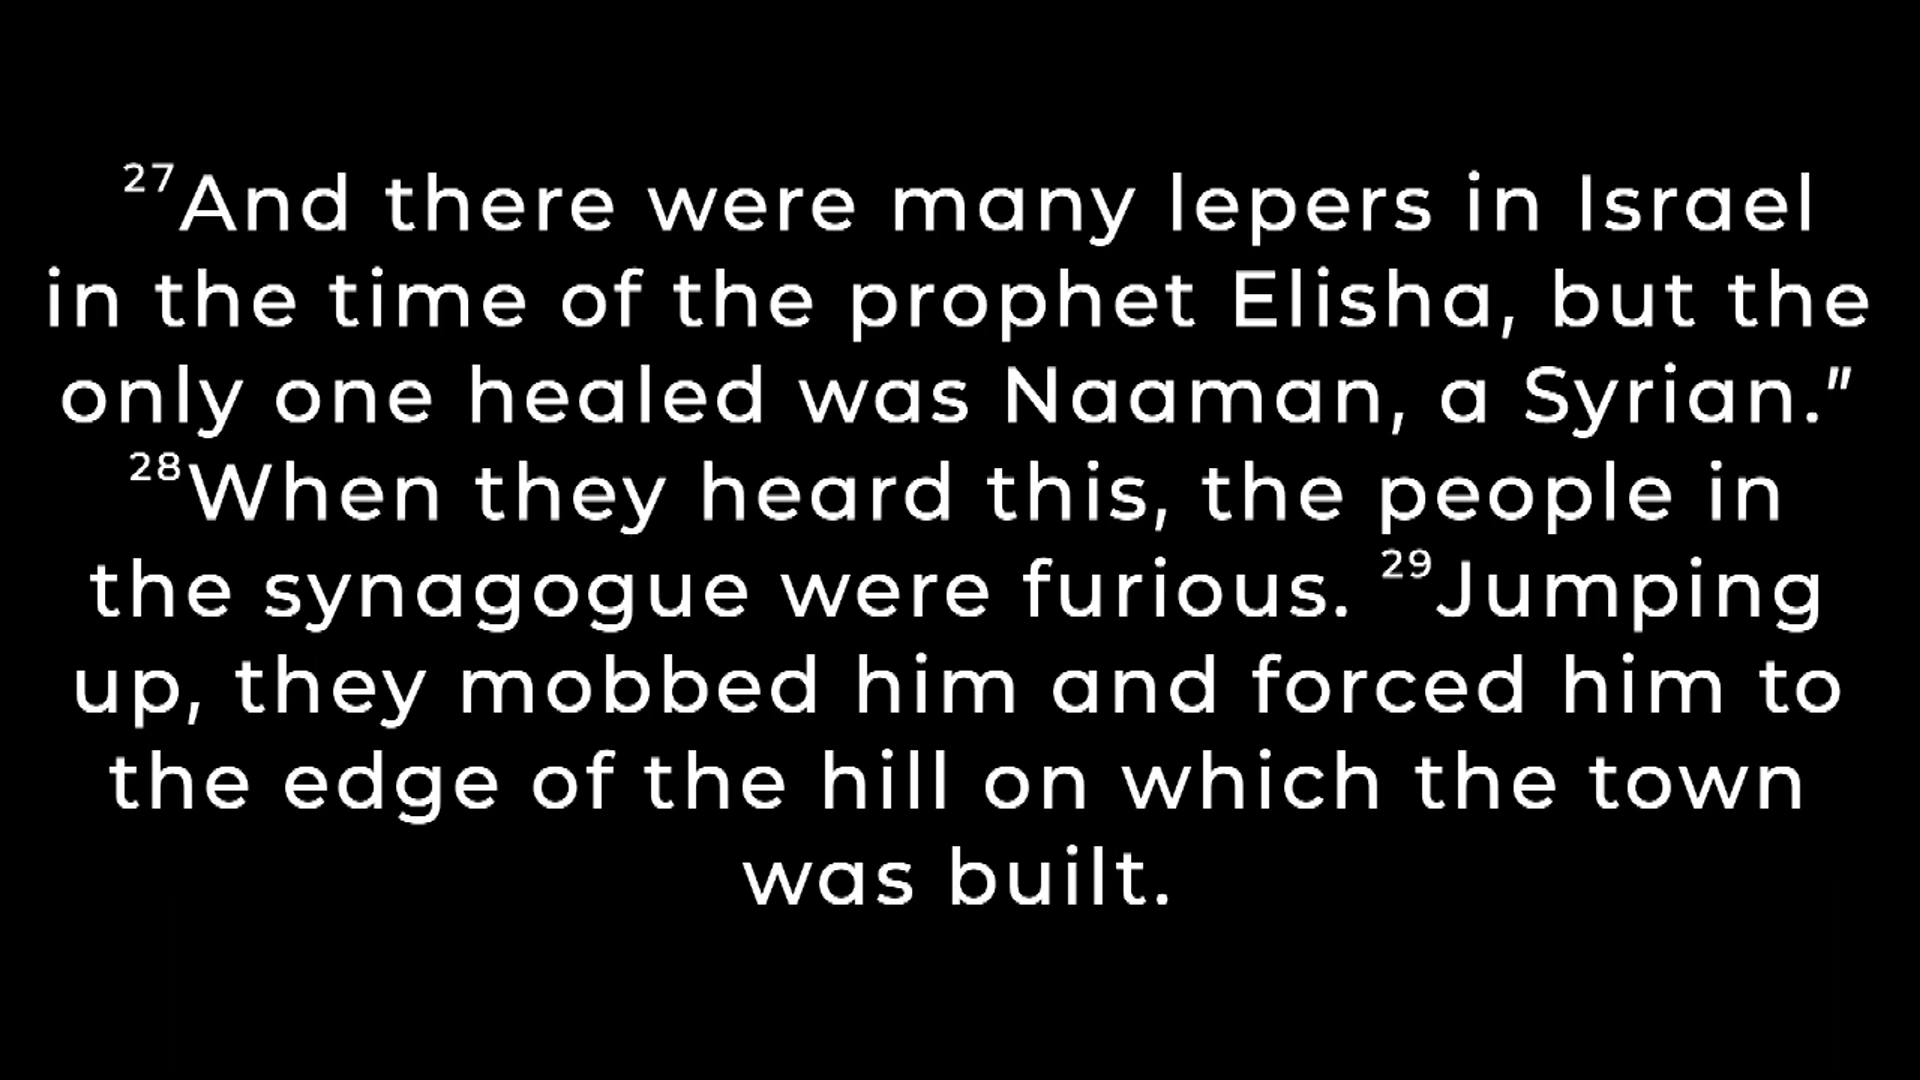 27And there were many lepers in Israel
in the time of the prophet Elisha, but the
only one healed was Naaman, a Syrian.”
28When they heard this, the people in
the synagogue were furious. 29Jumping
up, they mobbed him and forced him to
the edge of the hill on which the town
was built.